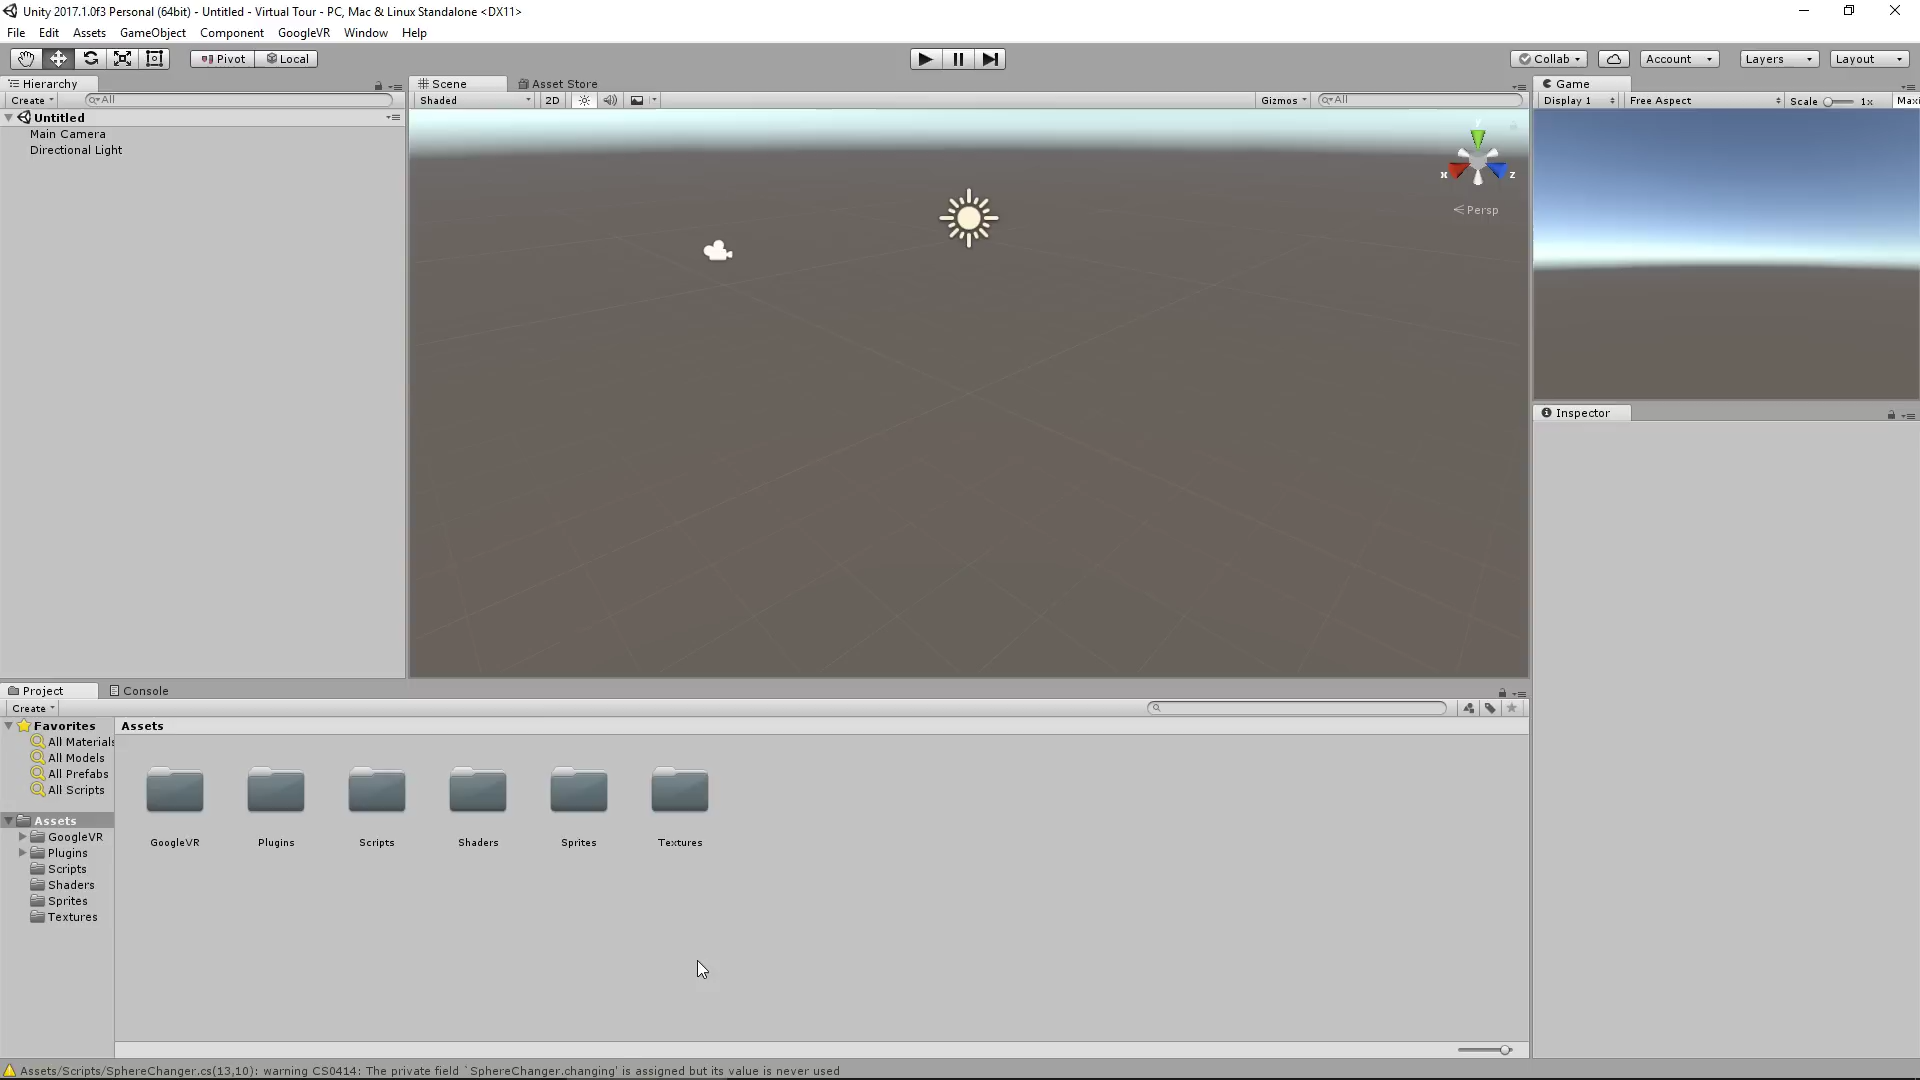 Unity 2017.1.0f3 Personal (64bit) - Untitled - Virtual Tour - PC, Mac & Linux Standalone <DX11>
File Edit Assets GameObject Component GoogleVR Window Help
Pivot Local Collab Account Layers Layout
Hierarchy Scene Asset Store Game
Create All Shaded 2D Gizmos All Display 1 Free Aspect Scale 1x Maxi
Untitled
Main Camera
Directional Light
y
x z
Persp
Inspector
Project Console
Create
Favorites Assets
All Materials
All Models
All Prefabs
All Scripts
Assets
GoogleVR
Plugins
Scripts
Shaders
Sprites
Textures
GoogleVR Plugins Scripts Shaders Sprites Textures
Assets/Scripts/SphereChanger.cs(13,10): warning CS0414: The private field `SphereChanger.changing' is assigned but its value is never used